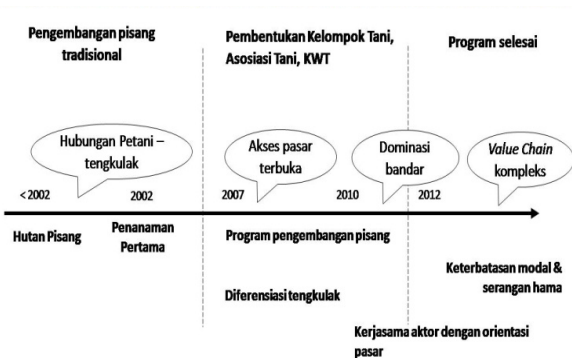 Pengembangan pisang
tradisional
Pembentukan Kelompok Tani,
Asosiasi Tani, KWT
Program selesai
Hubungan Petani –
tengkulak
Akses pasar
terbuka
Dominasi
bandar
Value Chain
kompleks
< 2002
2002
2007
2010
2012
Hutan Pisang
Penanaman
Pertama
Program pengembangan pisang
Keterbatasan modal &
serangan hama
Diferensiasi tengkulak
Kerjasama aktor dengan orientasi
pasar